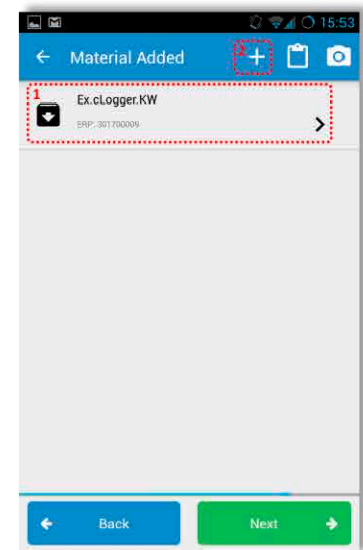 15:53
Material Added
2
1
Ex.cLogger.KW
ERP: 301700009
Back
Next